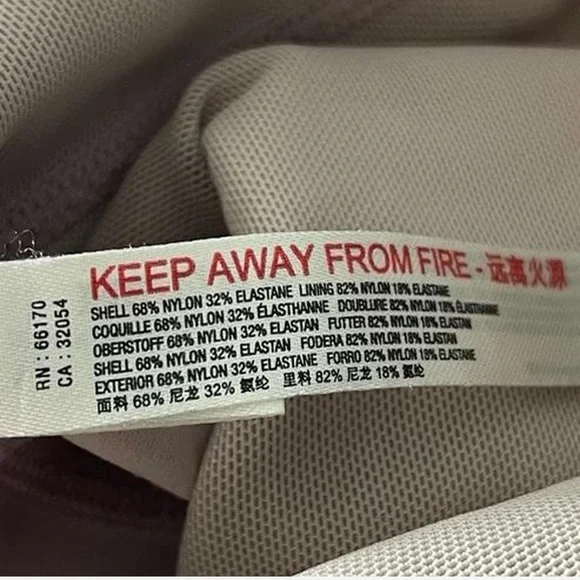 KEEP AWAY FROM FIRE - 远离火源
SHELL 68% NYLON 32% ELASTANE LINING 82% NYLON 18% ELASTANE
COQUILLE 68% NYLON 32% ÉLASTHANNE DOUBLURE 82% NYLON 18% ÉLASTHANNE
OBERSTOFF 68% NYLON 32% ELASTAN FUTTER 82% NYLON 18% ELASTAN
SHELL 68% NYLON 32% ELASTAN FODERA 82% NYLON 18% ELASTAN
EXTERIOR 68% NYLON 32% ELASTANE FORRO 82% NYLON 18% ELASTANE
面料 68% 尼龙 32% 氨纶 里料 82% 尼龙 18% 氨纶
RN : 66170
CA : 32054